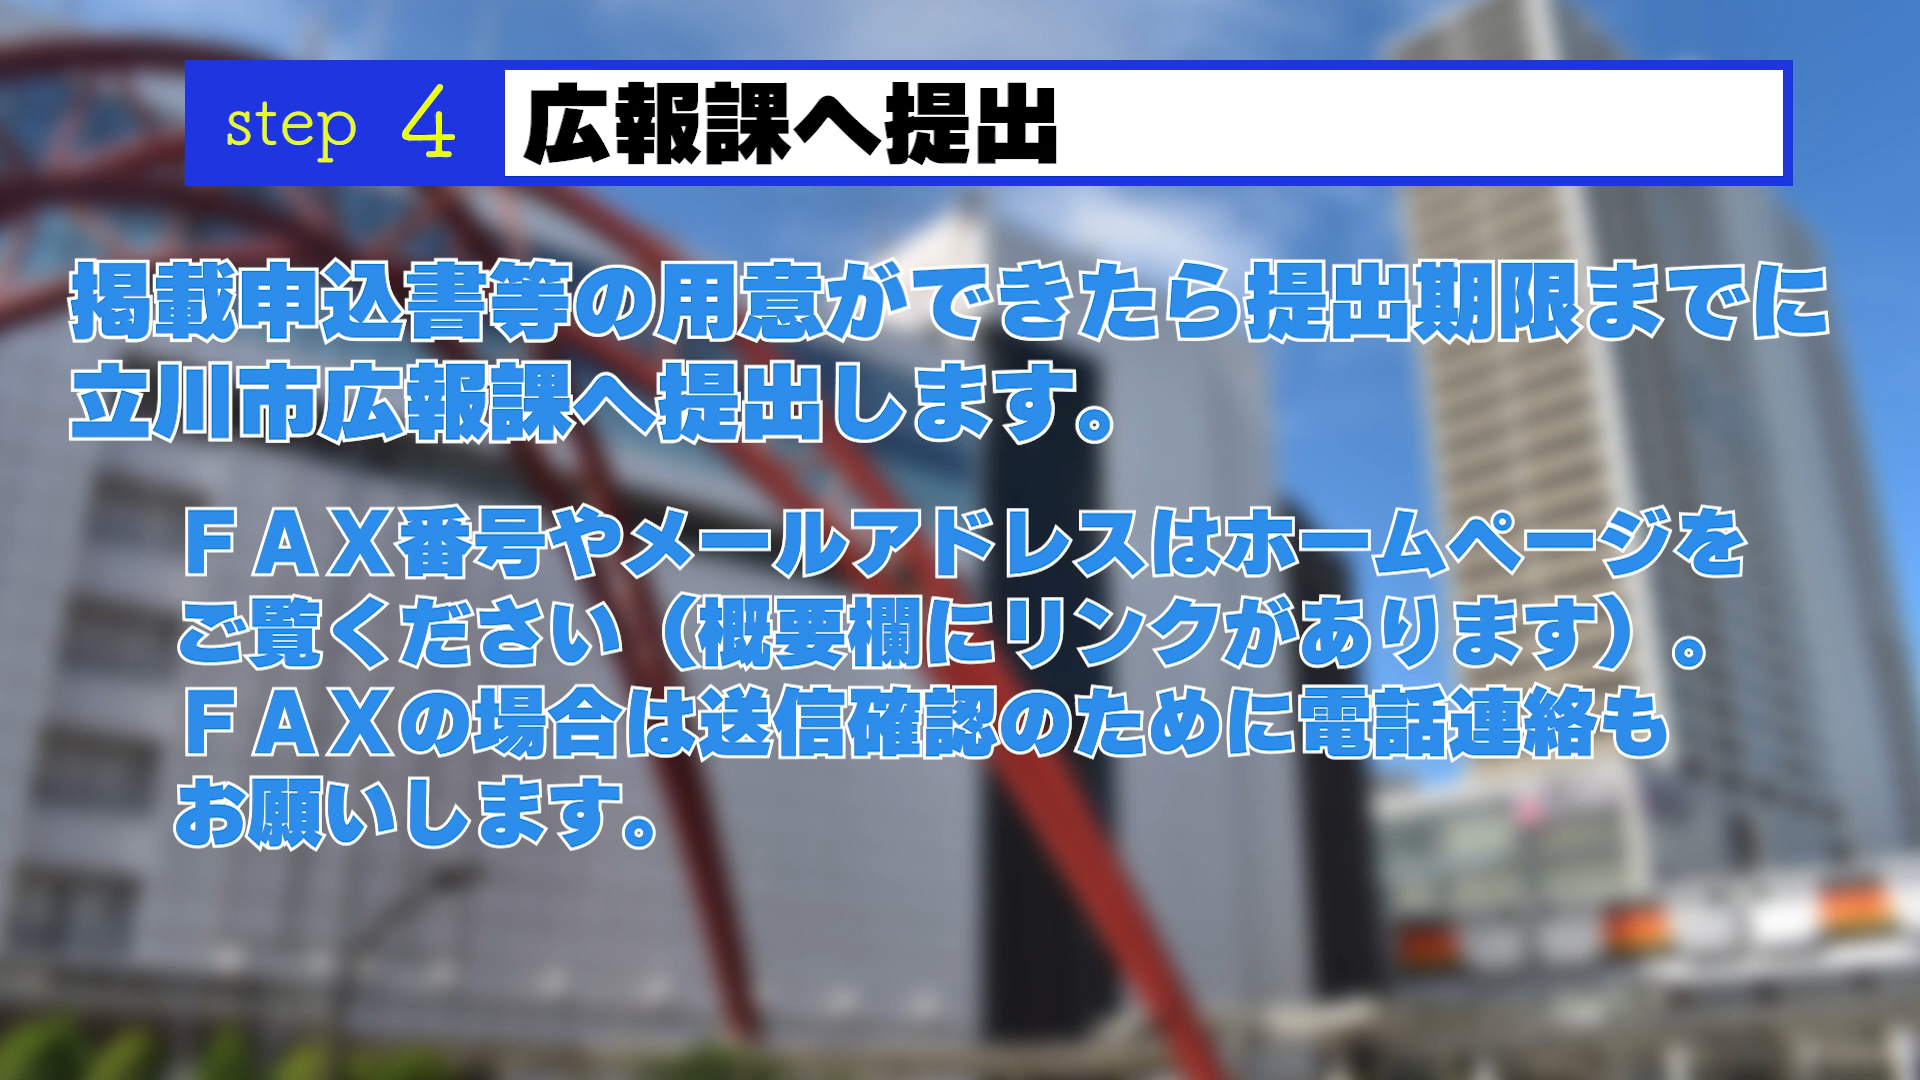 step 4 広報課へ提出
掲載申込書等の用意ができたら提出期限までに
立川市広報課へ提出します。
ＦＡＸ番号やメールアドレスはホームページを
ご覧ください（概要欄にリンクがあります）。
ＦＡＸの場合は送信確認のために電話連絡も
お願いします。